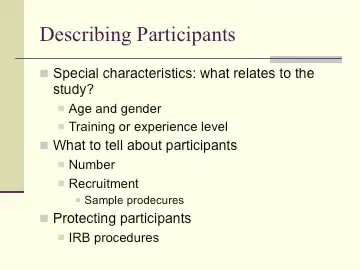 Describing Participants
Special characteristics: what relates to the
study?
Age and gender
Training or experience level
What to tell about participants
Number
Recruitment
Sample prodecures
Protecting participants
IRB procedures